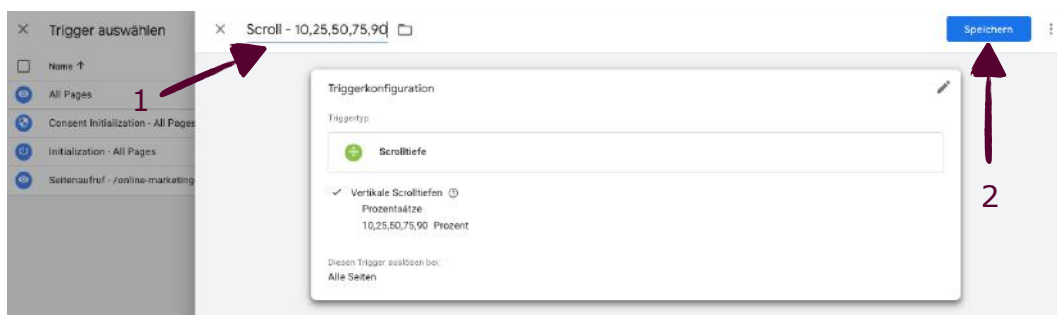 Trigger auswählen
Name ↑
All Pages
Consent Initialization - All Pages
Initialization - All Pages
Seitenaufruf - /online-marketing
1
Scroll - 10,25,50,75,90
Speichern
Triggerkonfiguration
Triggertyp
Scrolltiefe
Vertikale Scrolltiefen
Prozentsätze
10,25,50,75,90 Prozent
Diesen Trigger auslösen bei:
Alle Seiten
2